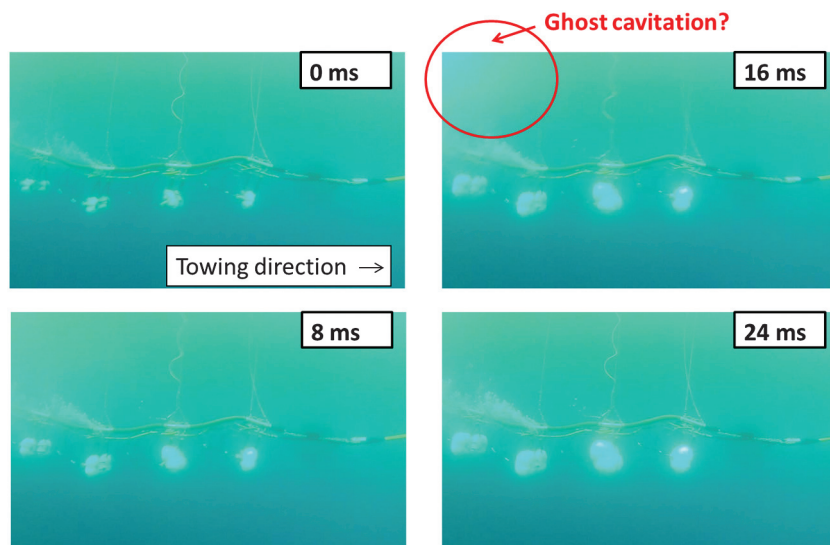 Ghost cavitation?
0 ms
16 ms
Towing direction →
8 ms
24 ms